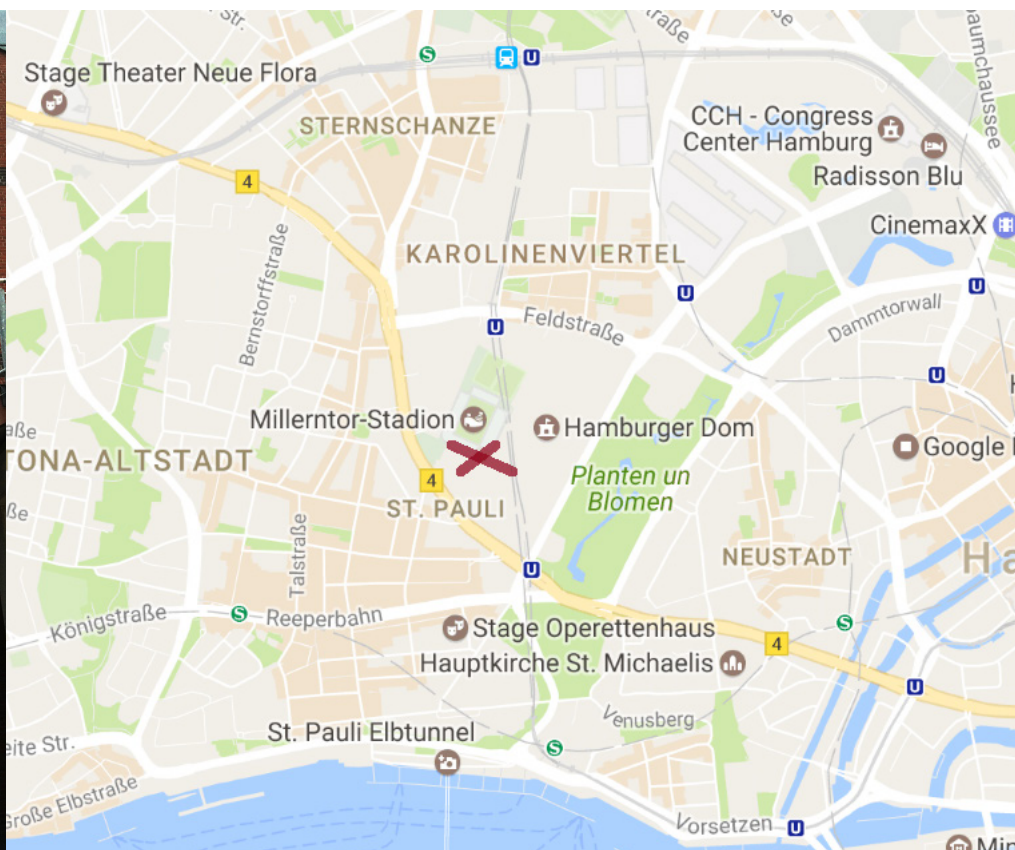 Str.
raße
Stage Theater Neue Flora
S
U
STERNSCHANZE
CCH - Congress
Center Hamburg
Radisson Blu
4
CinemaxX
KAROLINENVIERTEL
Bernstorffstraße
U
U
Feldstraße
U
Dammtorwall
U
Millerntor-Stadion
Hamburger Dom
Google
4
Planten un
Blomen
ST. PAULI
Talstraße
NEUSTADT
U
Königstraße
S
Reeperbahn
Stage Operettenhaus
S
4
Hauptkirche St. Michaelis
U
Venusberg
St. Pauli Elbtunnel
S
Große Elbstraße
Vorsetzen
U